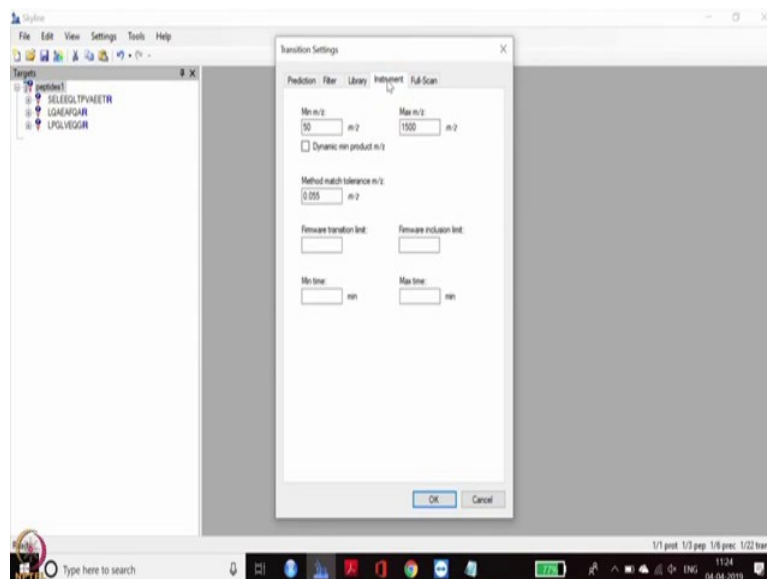 Skyline
File Edit View Settings Tools Help
Targets
peptides1
SELEEQLTPVAEETR
LQAEAFQAR
LPGLVEQGR
Transition Settings
Prediction Filter Library Instrument Full-Scan
Min m/z: Max m/z:
50 m/z 1500 m/z
Dynamic min product m/z
Method match tolerance m/z:
0.055 m/z
Firmware transition limit: Firmware inclusion limit:
Min time: Max time:
min min
OK Cancel
1/1 prot 1/3 pep 1/6 prec 1/22 tran
NPTEL
Type here to search
77%
ENG
11:24
04-04-2019